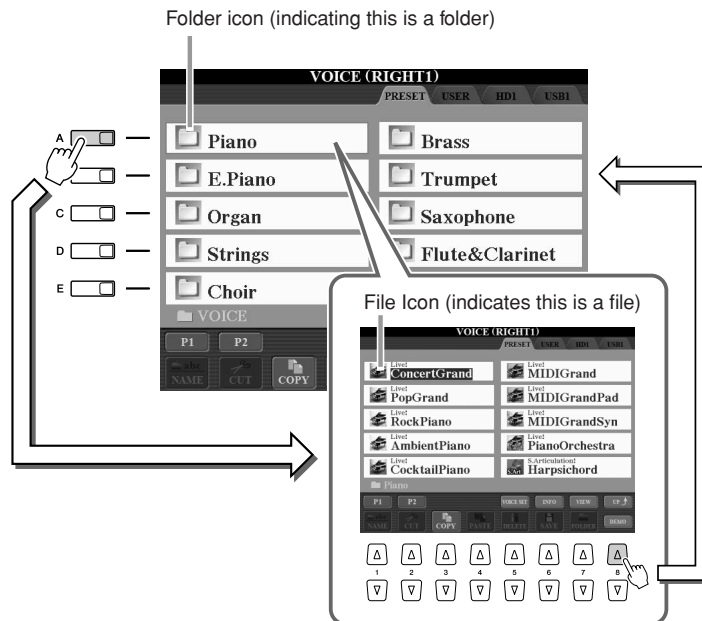 Folder icon (indicating this is a folder)
VOICE (RIGHT1)
PRESET USER HD1 USB1
A
Piano Brass
E.Piano Trumpet
C
Organ Saxophone
D
Strings Flute&Clarinet
E
Choir
VOICE
P1 P2
NAME CUT COPY
File Icon (indicates this is a file)
VOICE (RIGHT1)
PRESET USER HD1 USB1
Live! Live!
ConcertGrand MIDIGrand
Live! Live!
PopGrand MIDIGrandPad
Live! Live!
RockPiano MIDIGrandSyn
Live! Live!
AmbientPiano PianoOrchestra
Live! S.Articulation!
CocktailPiano Harpsichord
Piano
P1 P2 VOICE SET INFO VIEW UP
NAME CUT COPY PASTE DELETE SAVE FOLDER DEMO
1 2 3 4 5 6 7 8